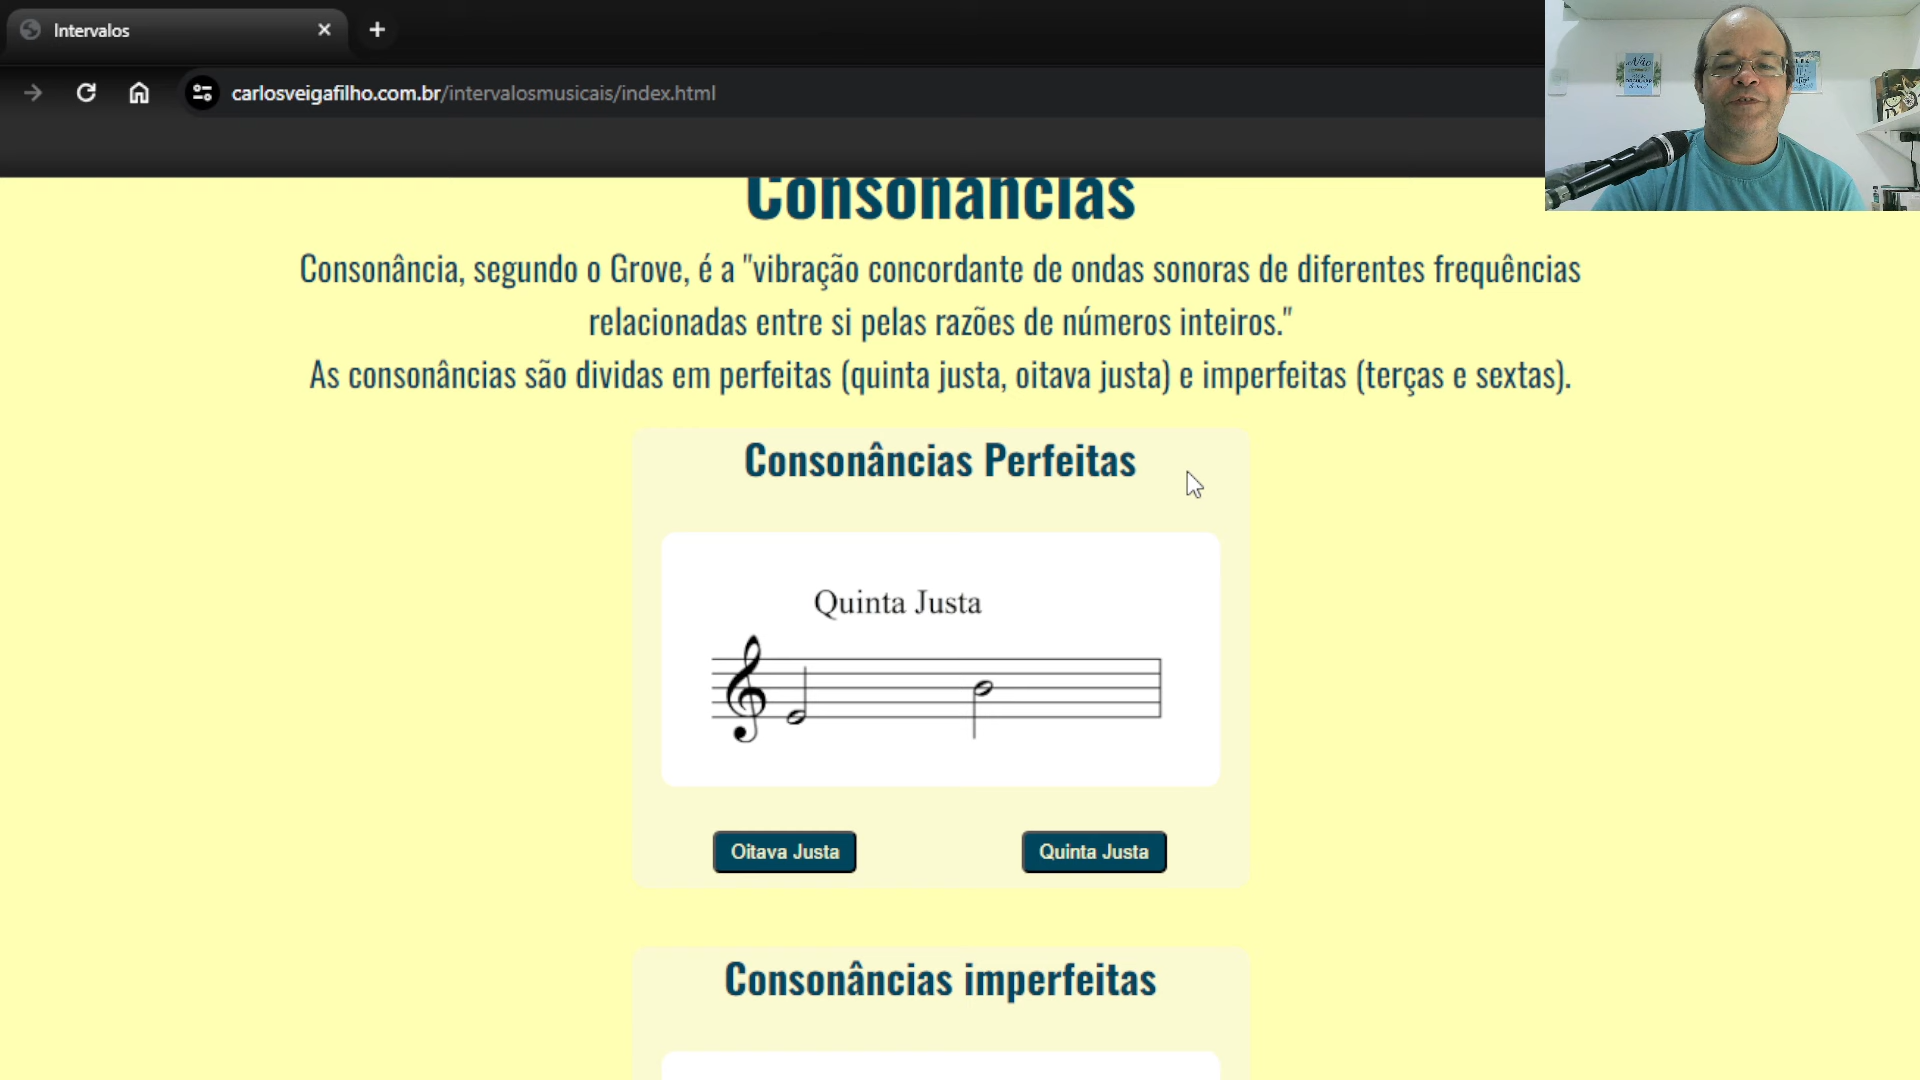 Intervalos
carlosveigafilho.com.br/intervalosmusicais/index.html
Consonâncias
Consonância, segundo o Grove, é a "vibração concordante de ondas sonoras de diferentes frequências
relacionadas entre si pelas razões de números inteiros."
As consonâncias são dividas em perfeitas (quinta justa, oitava justa) e imperfeitas (terças e sextas).
Consonâncias Perfeitas
Quinta Justa
Oitava Justa
Quinta Justa
Consonâncias imperfeitas